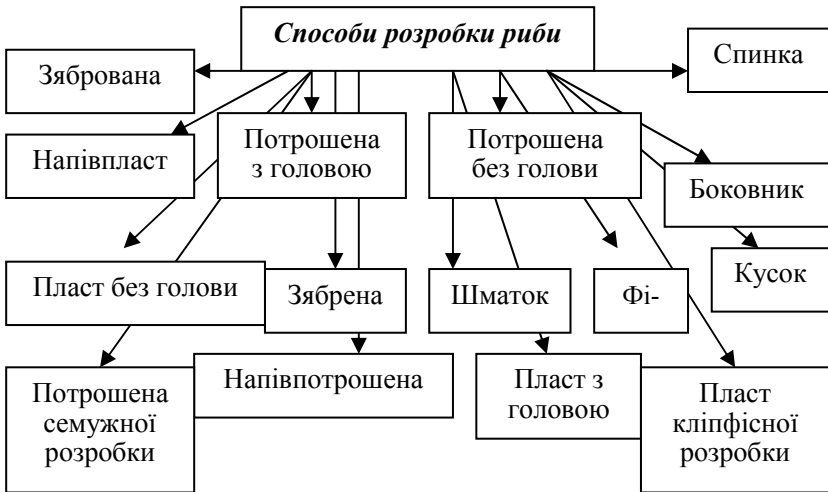 Способи розробки риби
Зябрована
Спинка
Потрошена
з головою
Потрошена
без голови
Напівпласт
Боковник
Пласт без голови
Зябрена
Шматок
Фі-
Кусок
Напівпотрошена
Потрошена
семужної
розробки
Пласт з
головою
Пласт
кліпфісної
розробки